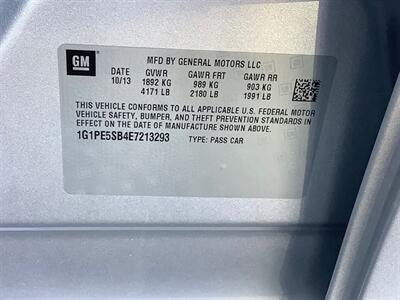 GM
MFD BY GENERAL MOTORS LLC
DATE GVWR GAWR FRT GAWR RR
10/13 1892 KG 989 KG 903 KG
4171 LB 2180 LB 1991 LB
THIS VEHICLE CONFORMS TO ALL APPLICABLE U.S. FEDERAL MOTOR
VEHICLE SAFETY, BUMPER, AND THEFT PREVENTION STANDARDS IN
EFFECT ON THE DATE OF MANUFACTURE SHOWN ABOVE.
1G1PE5SB4E7213293 TYPE: PASS CAR